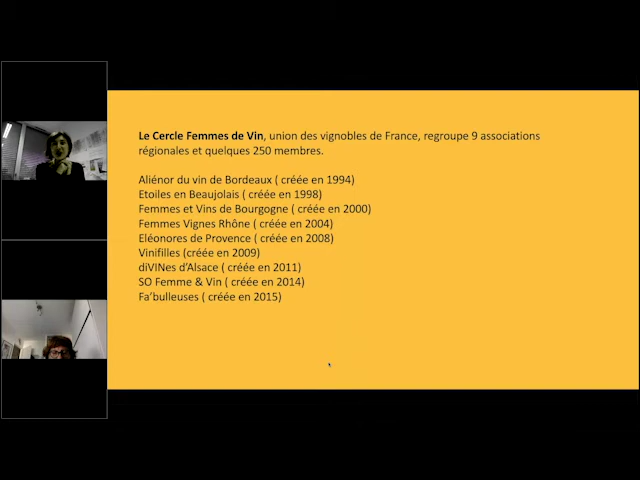 Le Cercle Femmes de Vin, union des vignobles de France, regroupe 9 associations
régionales et quelques 250 membres.
Aliénor du vin de Bordeaux ( créée en 1994)
Etoiles en Beaujolais ( créée en 1998)
Femmes et Vins de Bourgogne ( créée en 2000)
Femmes Vignes Rhône ( créée en 2004)
Eléonores de Provence ( créée en 2008)
Vinifilles (créée en 2009)
diVINes d’Alsace ( créée en 2011)
SO Femme & Vin ( créée en 2014)
Fa’bulleuses ( créée en 2015)